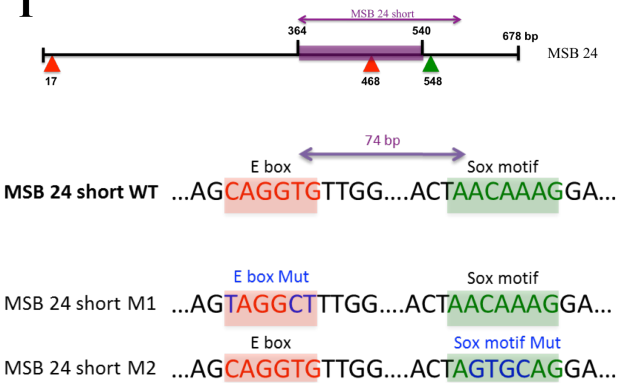 MSB 24 short
364 540 678 bp
MSB 24
17 468 548
74 bp
E box Sox motif
MSB 24 short WT ...AGCAGGTGTTGG....ACTAACAAAGGA...
E box Mut Sox motif
MSB 24 short M1 ...AGTAGGCTTTGG....ACTAACAAAGGA...
E box Sox motif Mut
MSB 24 short M2 ...AGCAGGTGTTGG....ACTAGTGCAGGA...